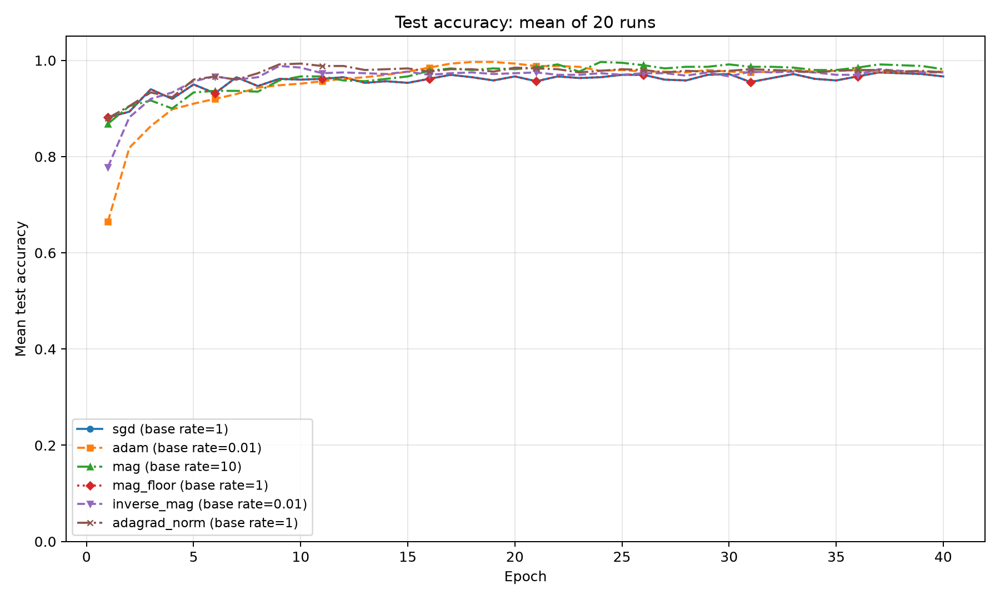 Test accuracy: mean of 20 runs
Mean test accuracy
1.0
0.8
0.6
0.4
0.2
0.0
sgd (base rate=1)
adam (base rate=0.01)
mag (base rate=10)
mag_floor (base rate=1)
inverse_mag (base rate=0.01)
adagrad_norm (base rate=1)
0 5 10 15 20 25 30 35 40
Epoch